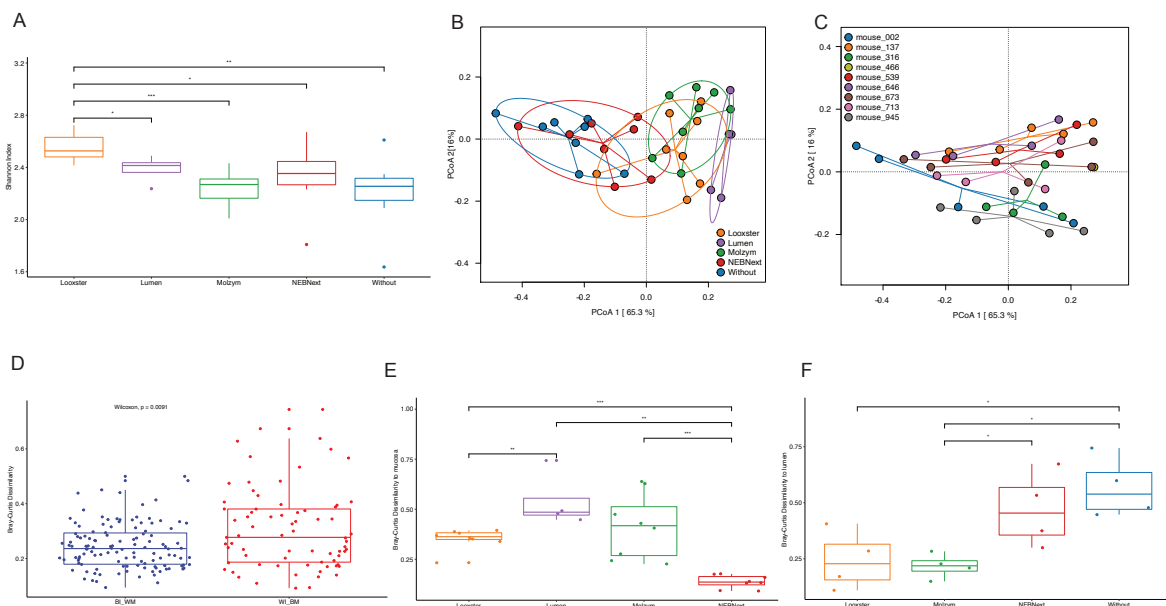 A
Shannon Index
3.2
2.8
2.4
2.0
1.6
**
*
***
*
Looxster
Lumen
Molzym
NEBNext
Without
B
PCoA 2 [16%]
0.4
0.2
0.0
-0.2
-0.4
Looxster
Lumen
Molzym
NEBNext
Without
-0.4
-0.2
0.0
0.2
PCoA 1 [ 65.3 %]
C
PCoA 2 [ 16 %]
0.4
0.2
0.0
-0.2
mouse_002
mouse_137
mouse_316
mouse_466
mouse_539
mouse_646
mouse_673
mouse_713
mouse_945
-0.4
-0.2
0.0
0.2
PCoA 1 [ 65.3 %]
D
Wilcoxon, p = 0.0091
Bray-Curtis Dissimilarity
0.6
0.4
0.2
BI_WM
WI_BM
E
Bray-Curtis Dissimilarity to mucosa
1.00
0.75
0.50
0.25
***
**
***
**
Looxster
Lumen
Molzym
NEBNext
F
Bray-Curtis Dissimilarity to lumen
0.75
0.50
0.25
*
*
*
Looxster
Molzym
NEBNext
Without